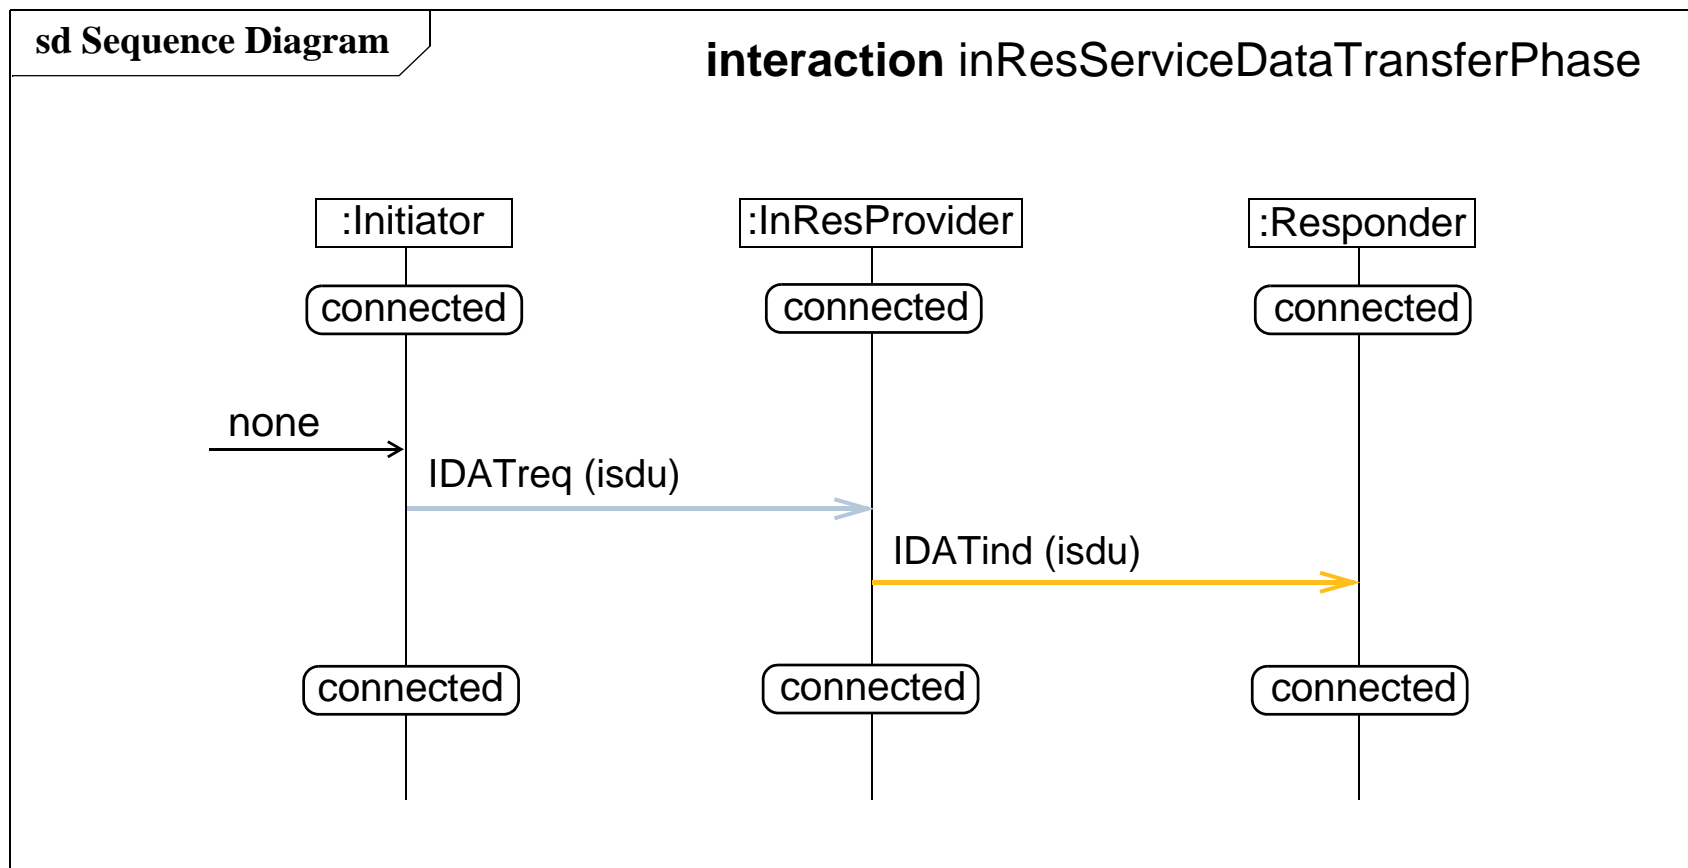 sd Sequence Diagram
interaction inResServiceDataTransferPhase
:Initiator
:InResProvider
:Responder
connected
connected
connected
none
IDATreq (isdu)
IDATind (isdu)
connected
connected
connected